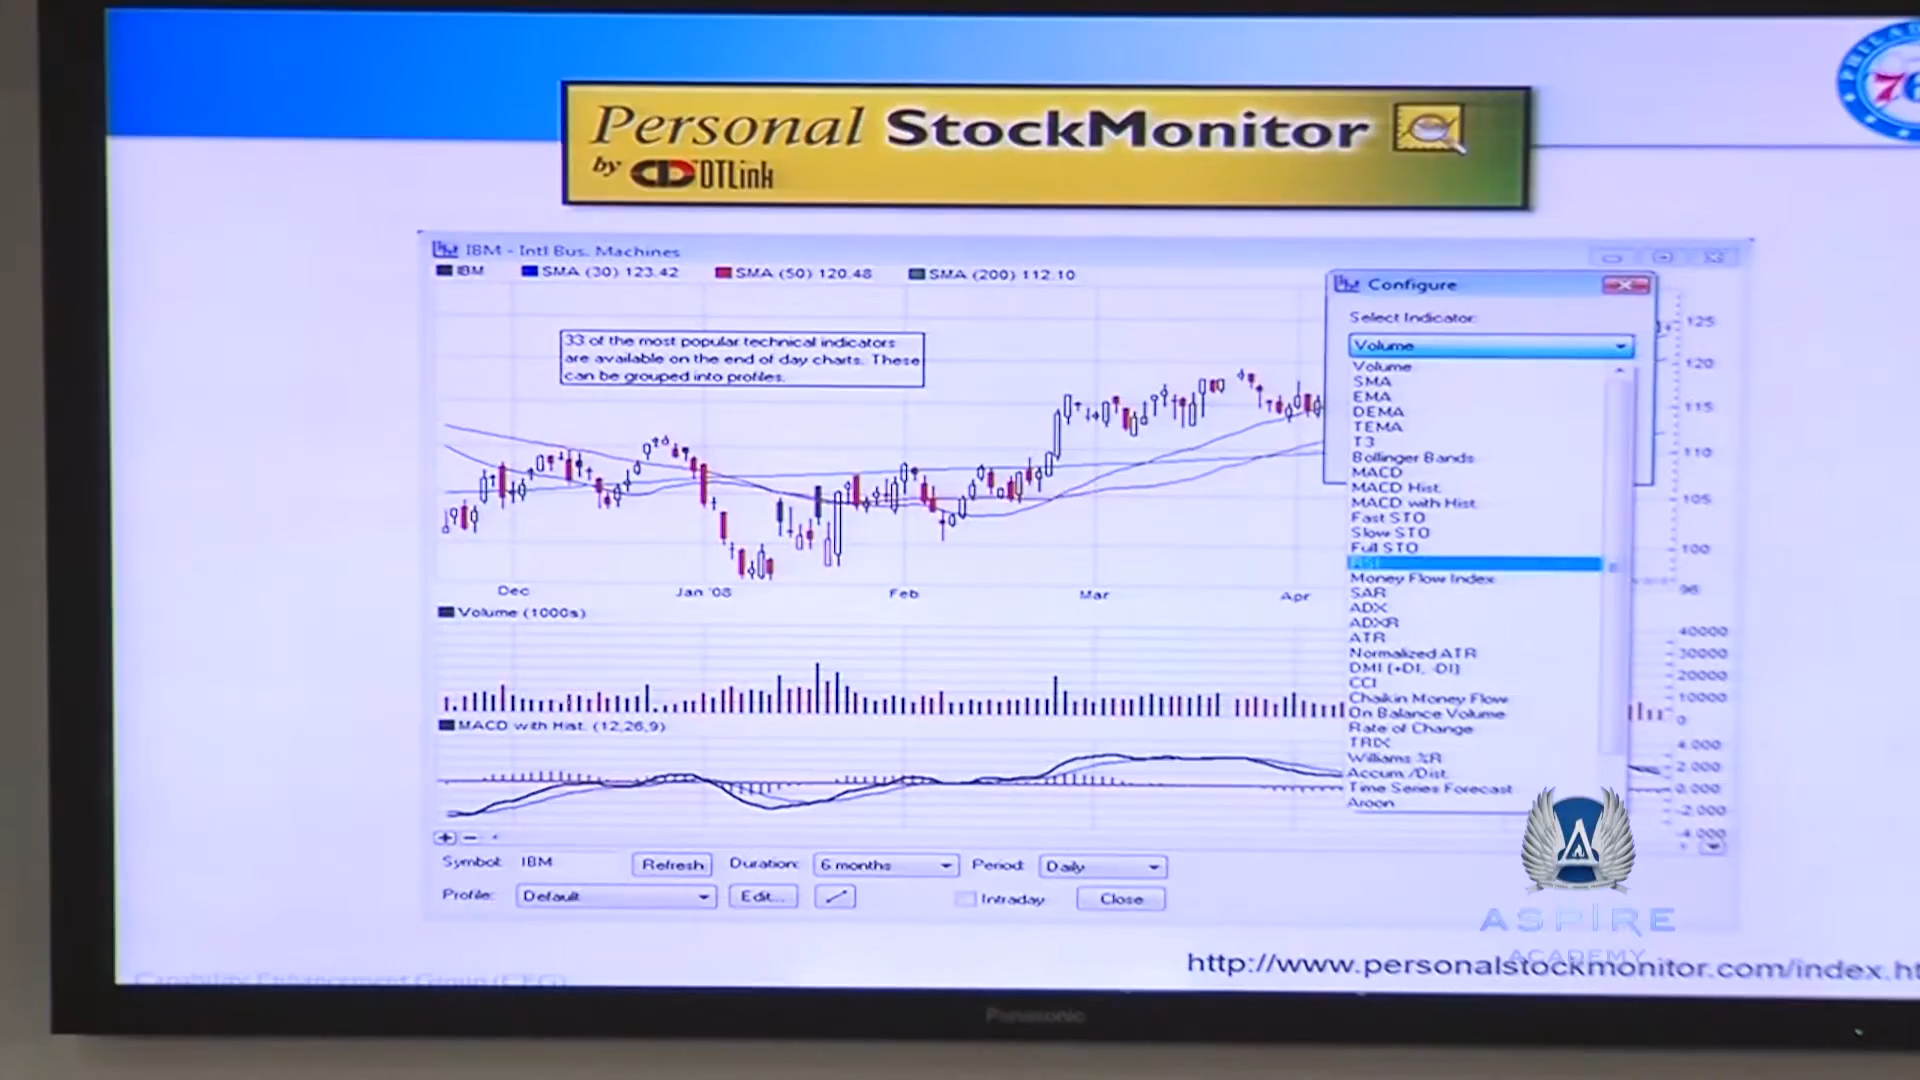 Personal StockMonitor
by DTLink
76
IBM - Intl Bus. Machines
IBM SMA (30) 123.42 SMA (50) 120.48 SMA (200) 112.10
33 of the most popular technical indicators
are available on the end of day charts. These
can be grouped into profiles.
Configure
Select Indicator:
Volume
Volume
SMA
EMA
DEMA
TEMA
T3
Bollinger Bands
MACD
MACD Hist.
MACD with Hist.
Fast STO
Slow STO
Full STO
RSI
Money Flow Index
SAR
ADX
ADXR
ATR
Normalized ATR
DMI (+DI, -DI)
CCI
Chaikin Money Flow
On Balance Volume
Rate of Change
TRIX
Williams %R
Accum./Dist.
Time Series Forecast
Aroon
125
120
115
110
105
100
96
Dec Jan '08 Feb Mar Apr
Volume (1000s)
40000
30000
20000
10000
0
MACD with Hist. (12,26,9)
4.000
2.000
0.000
-2.000
-4.000
Symbol: IBM Refresh Duration: 6 months Period: Daily
Profile: Default Edit... Intraday Close
ASPIRE
ACADEMY
http://www.personalstockmonitor.com/index.ht
Capability Enhancement Group (CEG)
Panasonic